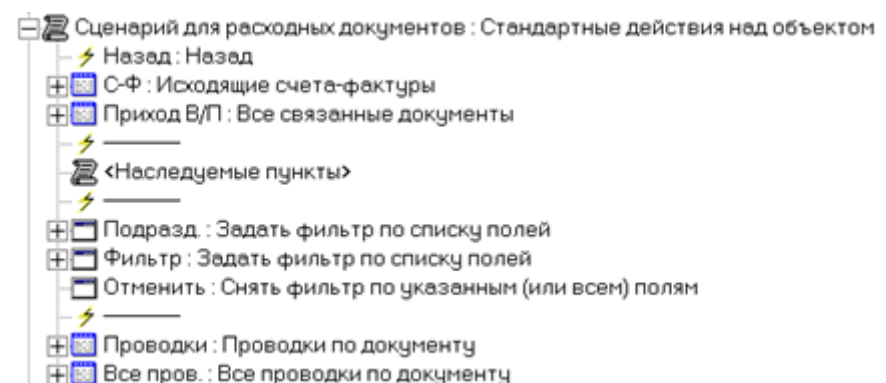 Сценарий для расходных документов : Стандартные действия над объектом
Назад : Назад
С-Ф : Исходящие счета-фактуры
Приход В/П : Все связанные документы
<Наследуемые пункты>
Подразд. : Задать фильтр по списку полей
Фильтр : Задать фильтр по списку полей
Отменить : Снять фильтр по указанным (или всем) полям
Проводки : Проводки по документу
Все пров. : Все проводки по документу